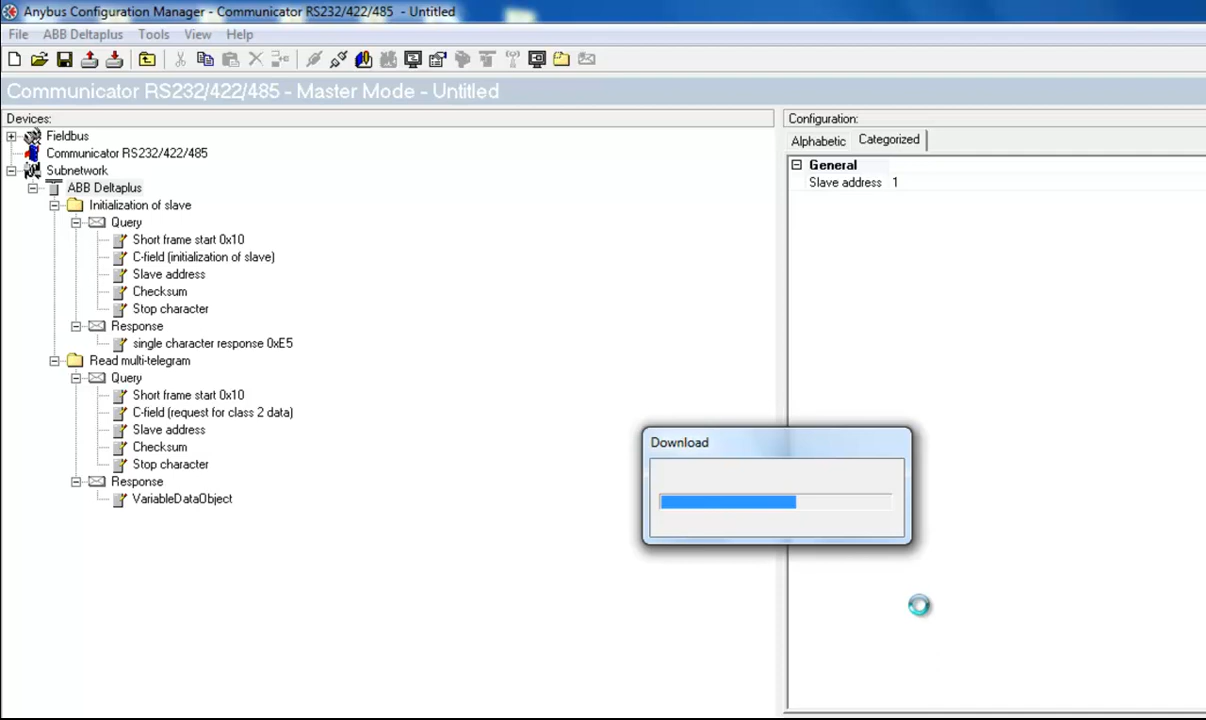 Anybus Configuration Manager - Communicator RS232/422/485 - Untitled
File ABB Deltaplus Tools View Help
Communicator RS232/422/485 - Master Mode - Untitled
Devices:
Fieldbus
Communicator RS232/422/485
Subnetwork
ABB Deltaplus
Initialization of slave
Query
Short frame start 0x10
C-field (initialization of slave)
Slave address
Checksum
Stop character
Response
single character response 0xE5
Read multi-telegram
Query
Short frame start 0x10
C-field (request for class 2 data)
Slave address
Checksum
Stop character
Response
VariableDataObject
Configuration:
Alphabetic Categorized
General
Slave address 1
Download